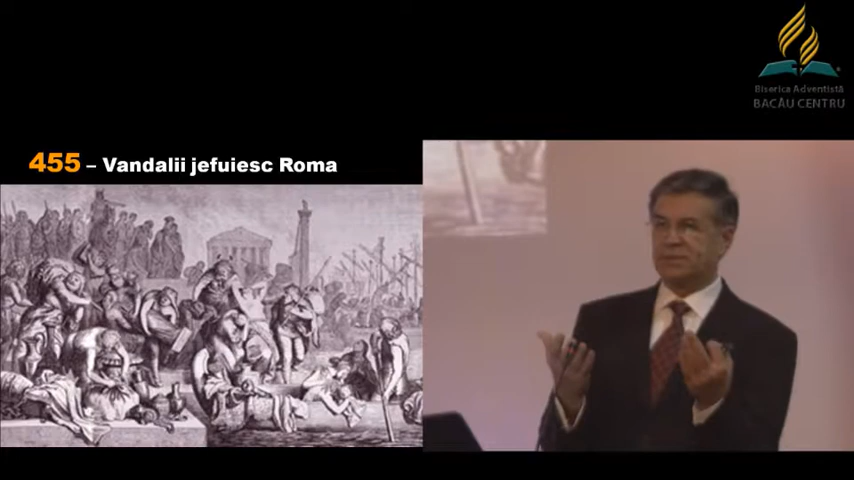 Biserica Adventistă
BACĂU CENTRU
455 – Vandalii jefuiesc Roma